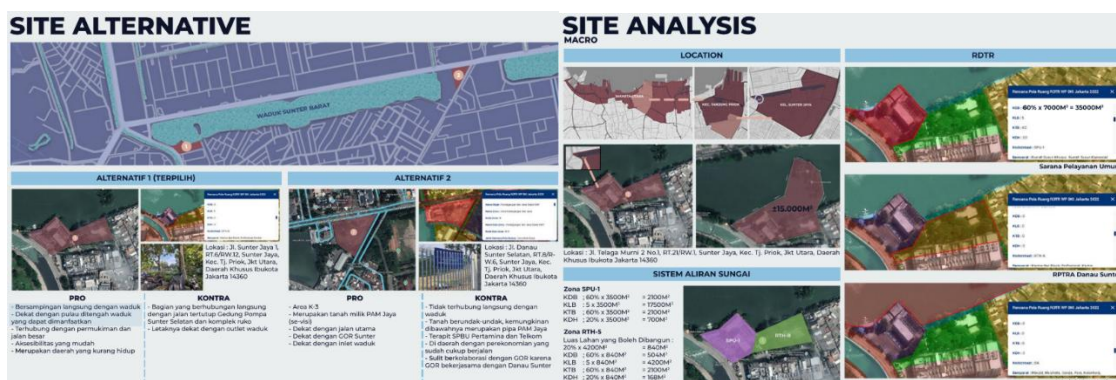 SITE ALTERNATIVE
WADUK SUNTER BARAT
1
2
ALTERNATIF 1 (TERPILIH)
ALTERNATIF 2
Lokasi : Jl. Sunter Jaya 1,
RT.6/RW.12, Sunter Jaya,
Kec. Tj. Priok, Jkt Utara,
Daerah Khusus Ibukota
Jakarta 14360
Lokasi : Jl. Danau
Sunter Selatan, RT.8/R-
W.6, Sunter Jaya, Kec.
Tj. Priok, Jkt Utara,
Daerah Khusus Ibukota
Jakarta 14360
PRO
- Bersampingan langsung dengan waduk
- Dekat dengan pulau ditengah waduk
yang dapat dimanfaatkan
- Terhubung dengan permukiman dan
jalan besar
- Aksesibilitas yang mudah
- Merupakan daerah yang kurang hidup
KONTRA
- Bagian yang berhubungan langsung
dengan jalan tertutup Gedung Pompa
Sunter Selatan dan komplek ruko
- Letaknya dekat dengan outlet waduk
PRO
- Area K-3
- Merupakan tanah milik PAM Jaya
- Dekat dengan jalan utama
- Dekat dengan GOR Sunter
- Dekat dengan inlet waduk
KONTRA
- Tidak terhubung langsung dengan
waduk
- Tanah berundak-undak, kemungkinan
dibawahnya merupakan pipa PAM Jaya
- Terapit SPBU Pertamina dan Telkom
- Di daerah dengan perekonomian yang
sudah cukup berjalan
- Sulit berkolaborasi dengan GOR karena
GOR bekerjasama dengan Danau Sunter
SITE ANALYSIS
MACRO
LOCATION
±15.000M²
Lokasi : Jl. Telaga Murni 2 No.1, RT.21/RW.1, Sunter Jaya, Kec. Tj. Priok, Jkt Utara, Daerah
Khusus Ibukota Jakarta 14360
SISTEM ALIRAN SUNGAI
Zona SPU-1
KDB ; 60% x 3500M² = 2100M²
KLB ; 5 x 3500M² = 17500M²
KTB ; 60% x 3500M² = 2100M²
KDH ; 20% x 3500M² = 700M²
Zona RTH-5
Luas Lahan yang Boleh Dibangun :
20% x 4200M² = 840M²
KDB ; 60% x 840M² = 504M²
KLB ; 5 x 840M² = 4200M²
KTB ; 60% x 840M² = 2100M²
KDH ; 20% x 840M² = 168M²
SPU-1
RTH-5
RDTR
60% x 7000M² = 35000M²
Sarana Pelayanan Umu
RPTRA Danau Sunte